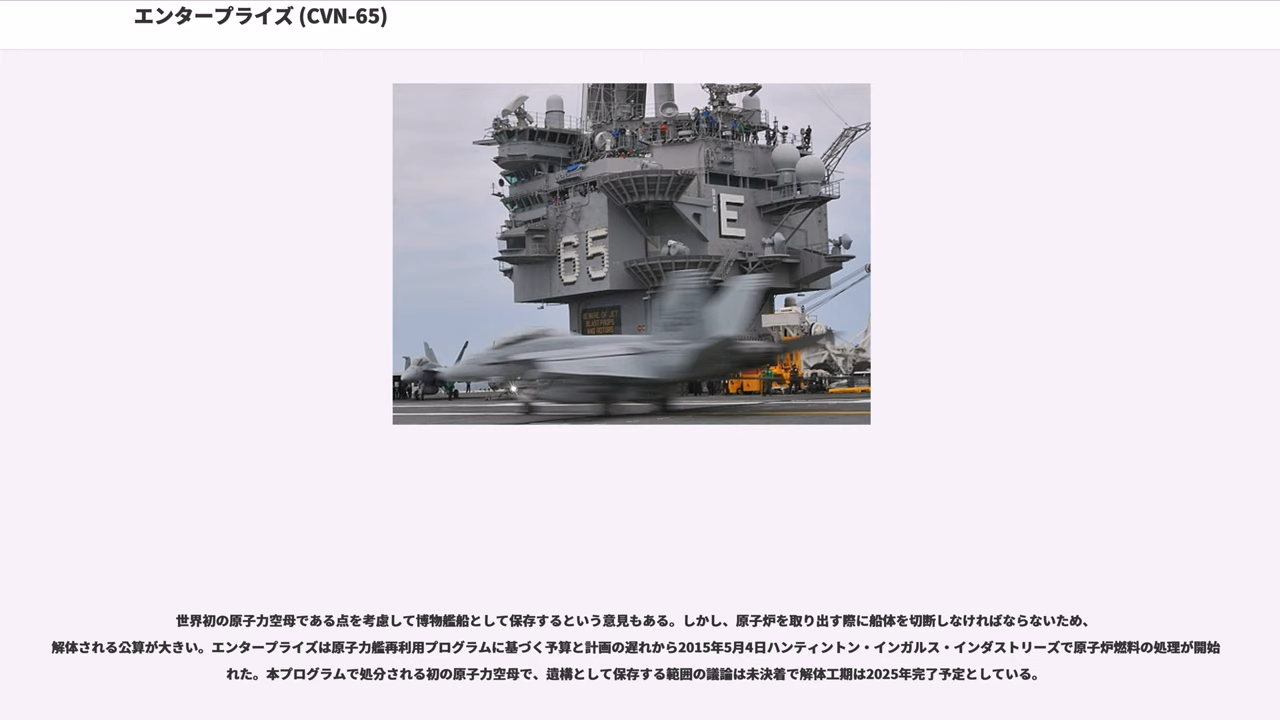 エンタープライズ (CVN-65)
E
65
BEWARE OF JET
BLAST PROPS
AND ROTORS
世界初の原子力空母である点を考慮して博物艦船として保存するという意見もある。しかし、原子炉を取り出す際に船体を切断しなければならないため、
解体される公算が大きい。エンタープライズは原子力艦再利用プログラムに基づく予算と計画の遅れから2015年5月4日ハンティントン・インガルス・インダストリーズで原子炉燃料の処理が開始
れた。本プログラムで処分される初の原子力空母で、遺構として保存する範囲の議論は未決着で解体工期は2025年完了予定としている。